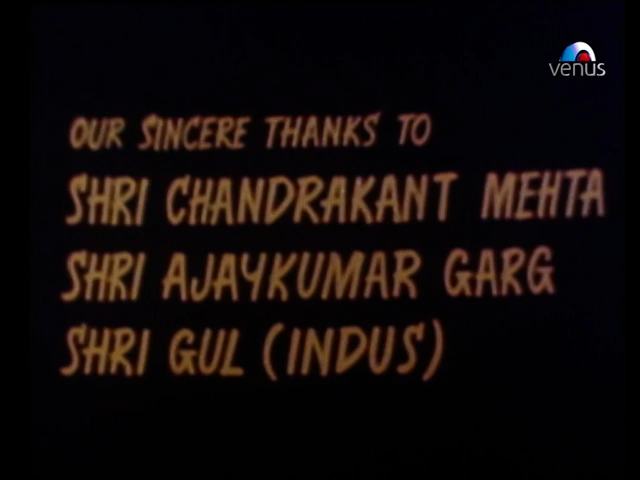 venus
OUR SINCERE THANKS TO
SHRI CHANDRAKANT MEHTA
SHRI AJAYKUMAR GARG
SHRI GUL (INDUS)